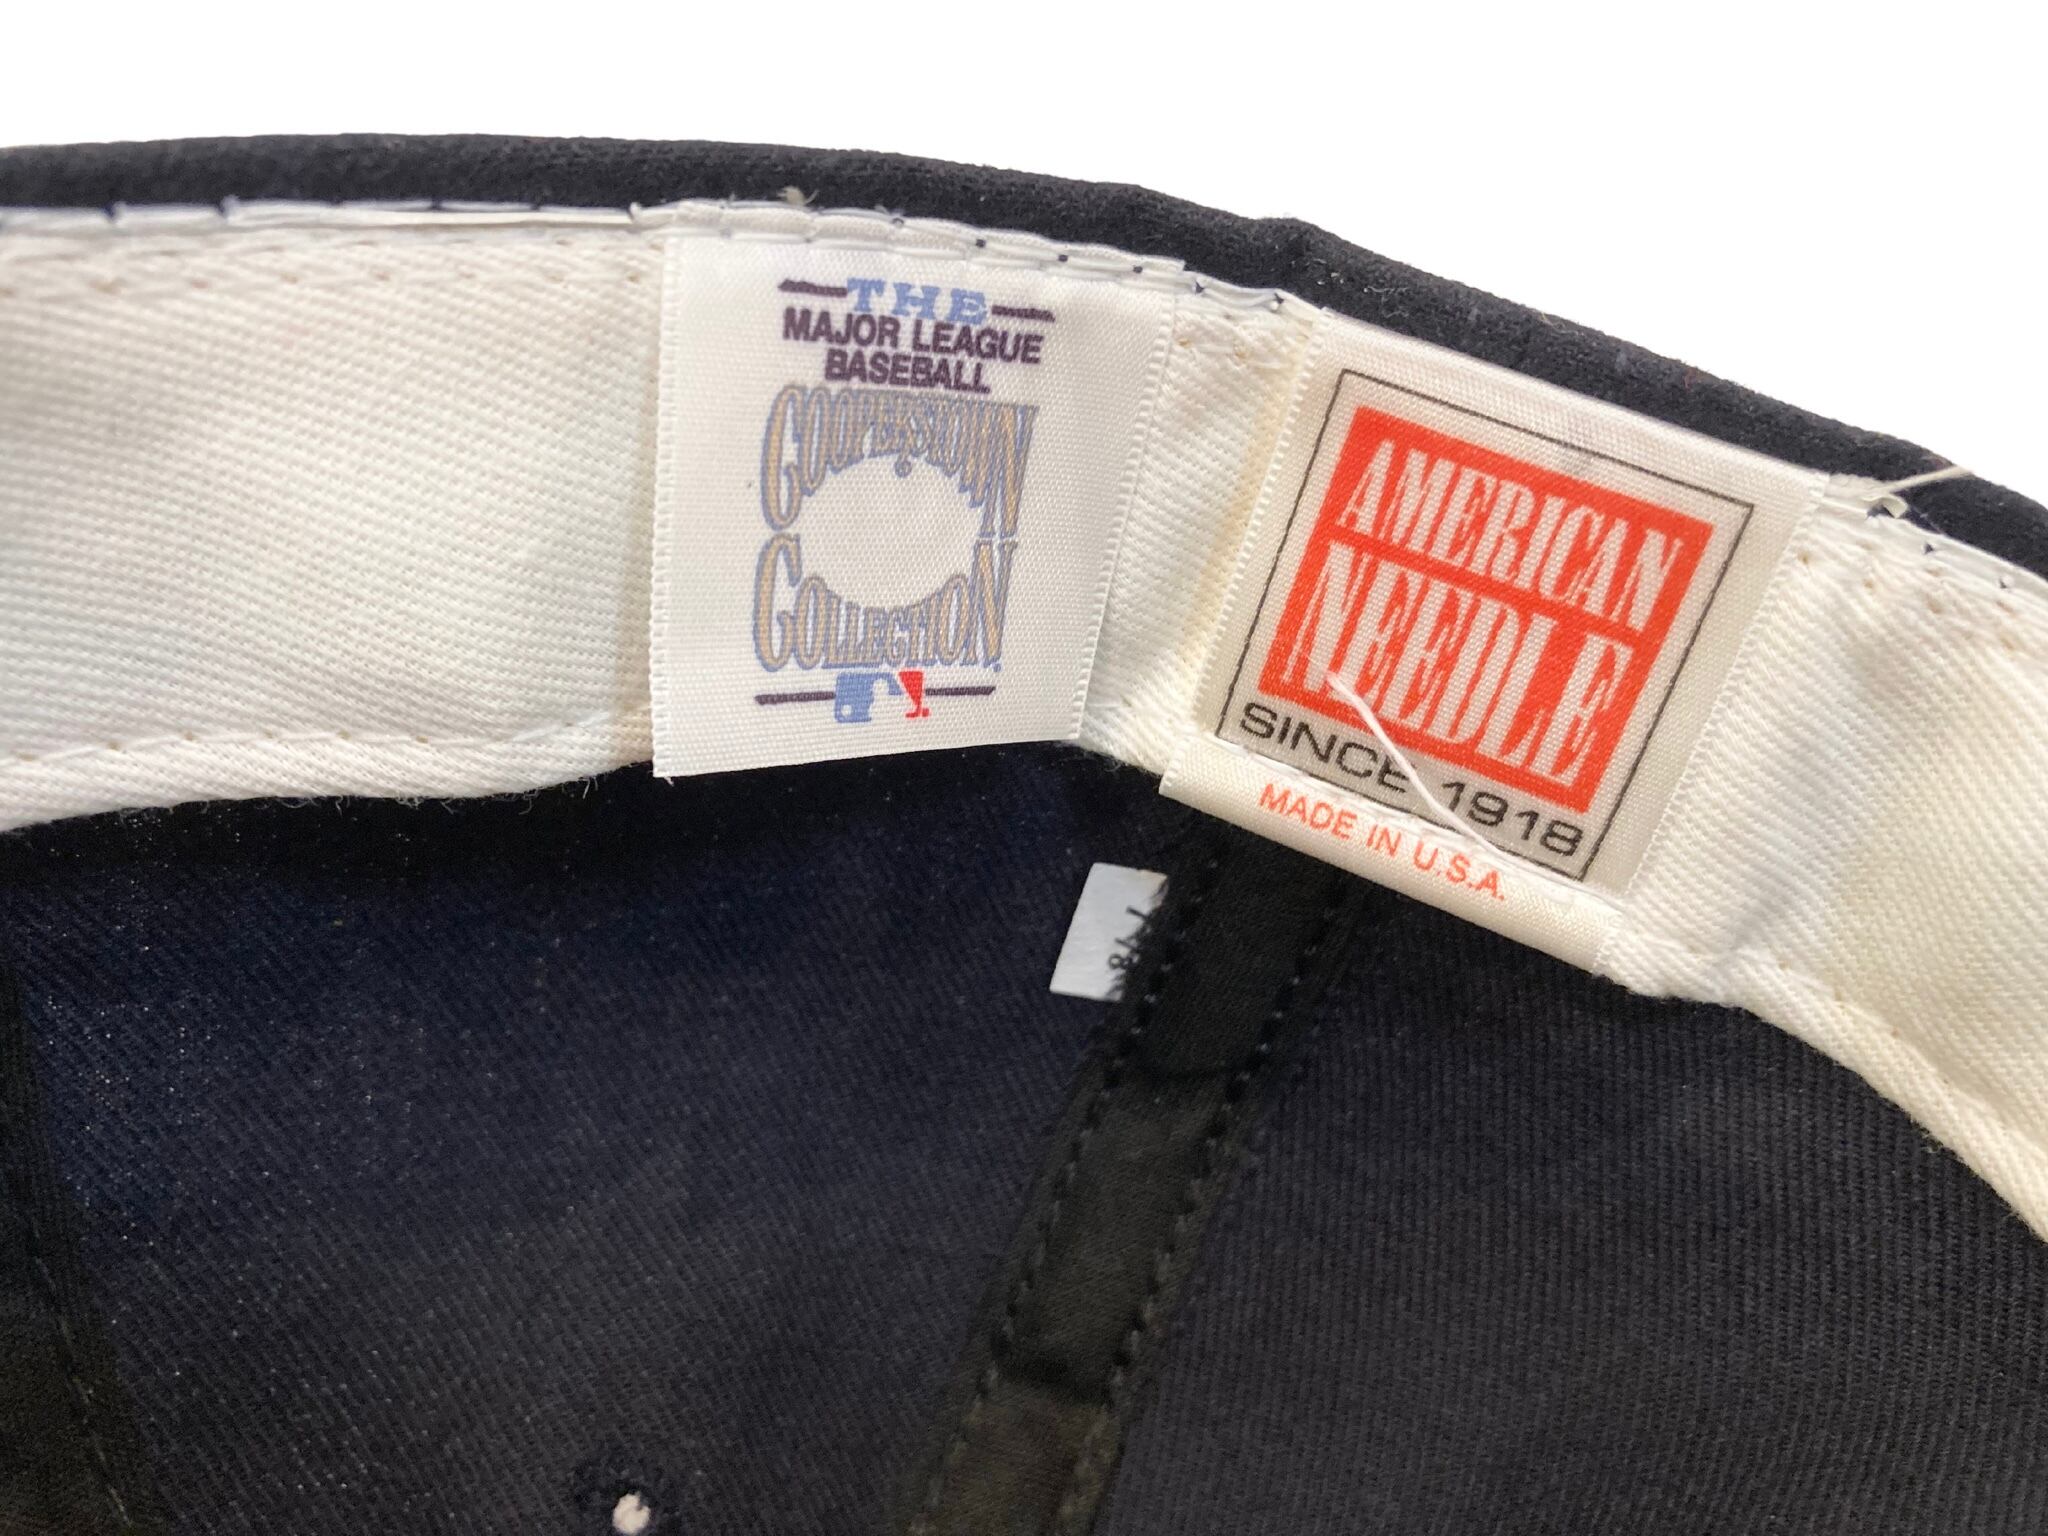 THE
MAJOR LEAGUE
BASEBALL
COOPERSTOWN
COLLECTION
AMERICAN
NEEDLE
SINCE 1918
MADE IN U.S.A.